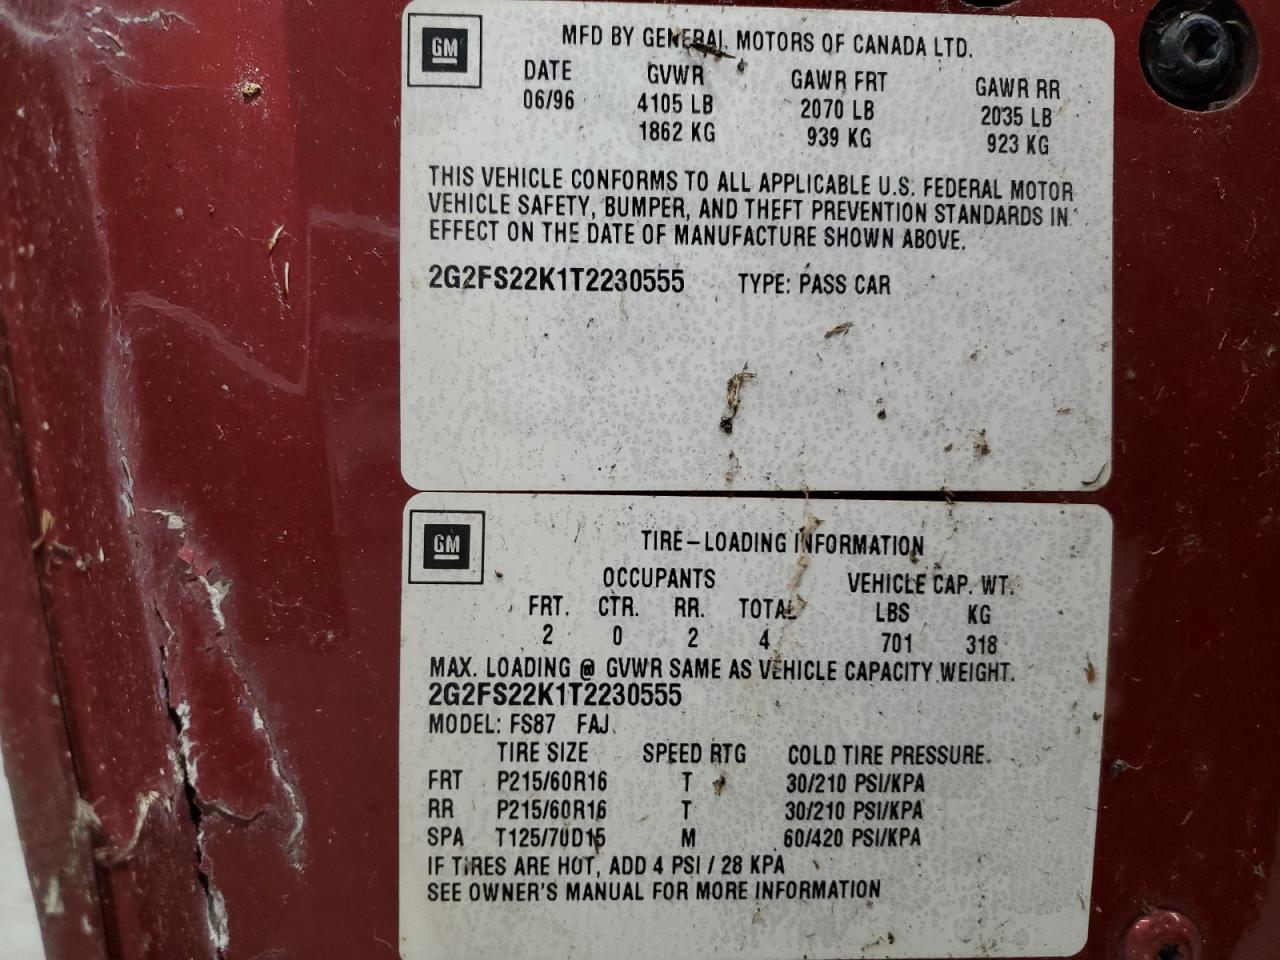 GM
MFD BY GENERAL MOTORS OF CANADA LTD.
DATE GVWR GAWR FRT GAWR RR
06/96 4105 LB 2070 LB 2035 LB
1862 KG 939 KG 923 KG
THIS VEHICLE CONFORMS TO ALL APPLICABLE U.S. FEDERAL MOTOR
VEHICLE SAFETY, BUMPER, AND THEFT PREVENTION STANDARDS IN
EFFECT ON THE DATE OF MANUFACTURE SHOWN ABOVE.
2G2FS22K1T2230555 TYPE: PASS CAR
GM
TIRE-LOADING INFORMATION
OCCUPANTS VEHICLE CAP. WT.
FRT. CTR. RR. TOTAL LBS KG
2 0 2 4 701 318
MAX. LOADING @ GVWR SAME AS VEHICLE CAPACITY WEIGHT.
2G2FS22K1T2230555
MODEL: FS87 FAJ
TIRE SIZE SPEED RTG COLD TIRE PRESSURE
FRT P215/60R16 T 30/210 PSI/KPA
RR P215/60R16 T 30/210 PSI/KPA
SPA T125/70D15 M 60/420 PSI/KPA
IF TIRES ARE HOT, ADD 4 PSI / 28 KPA
SEE OWNER'S MANUAL FOR MORE INFORMATION